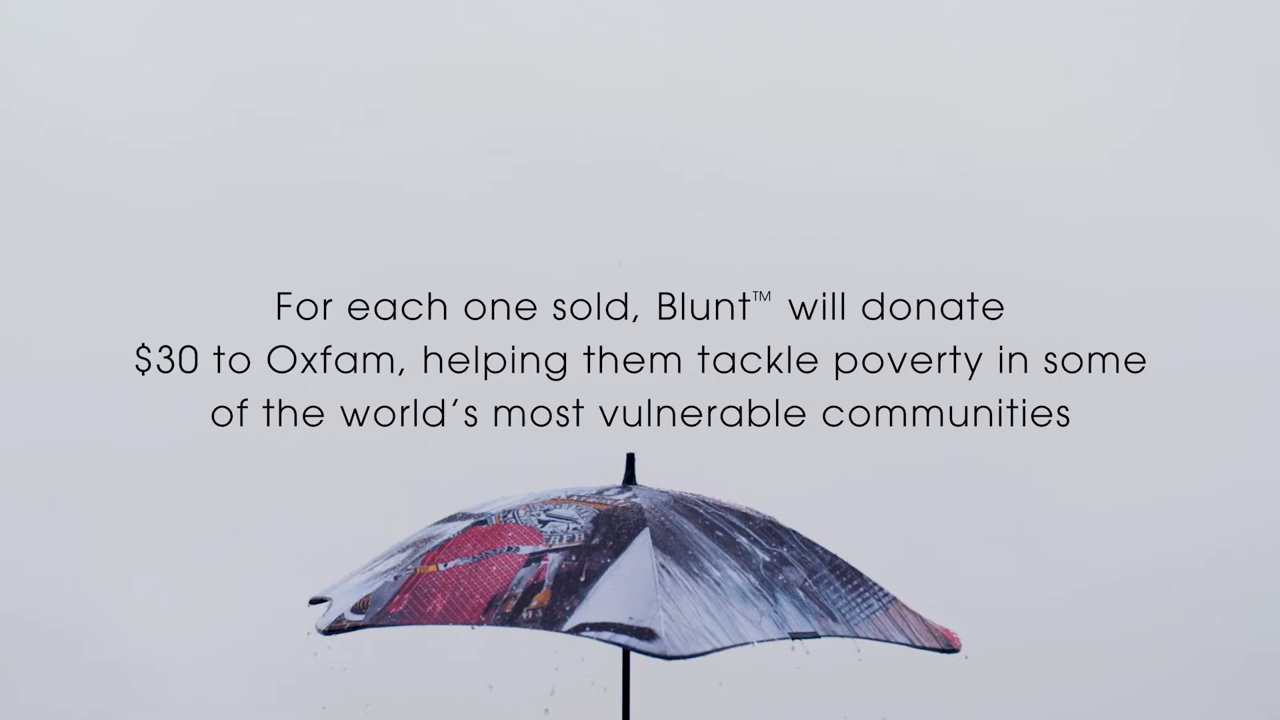 For each one sold, Blunt™ will donate
$30 to Oxfam, helping them tackle poverty in some
of the world’s most vulnerable communities